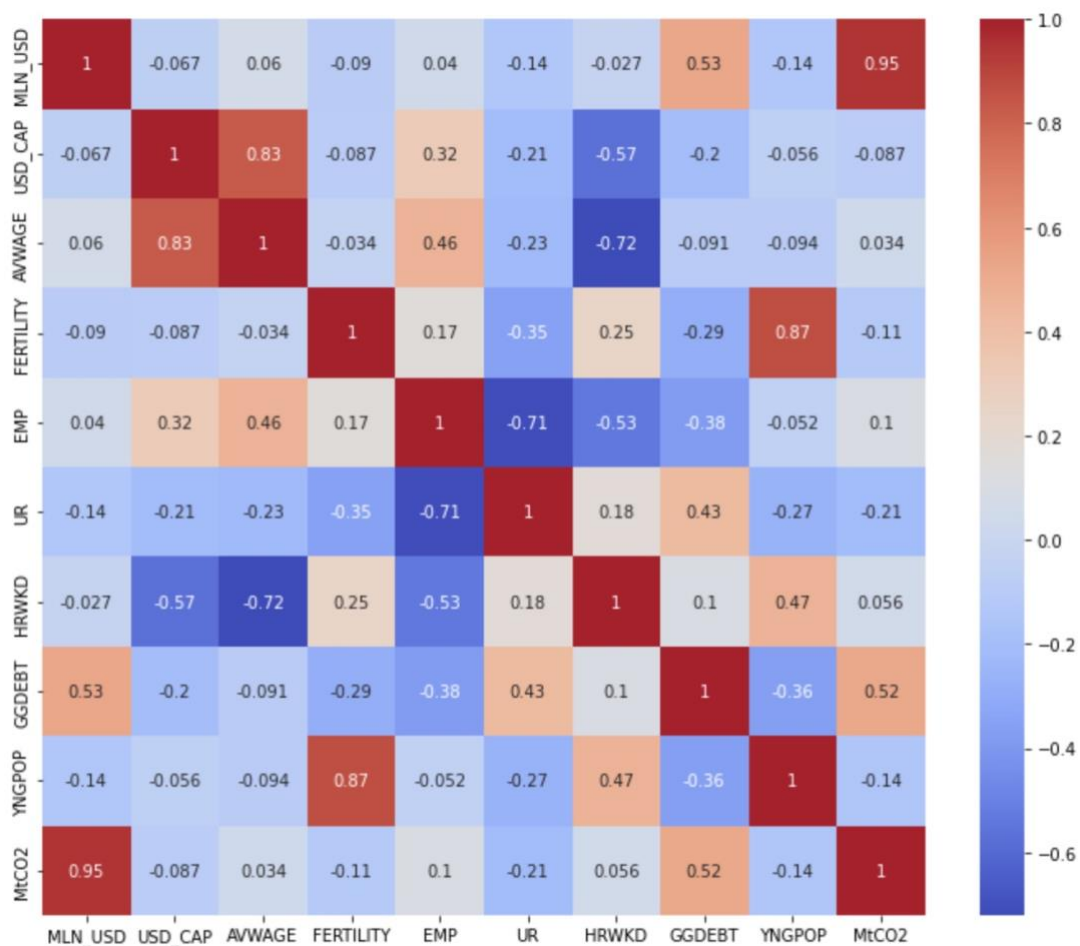 MLN_USD 1 -0.067 0.06 -0.09 0.04 -0.14 -0.027 0.53 -0.14 0.95
USD_CAP -0.067 1 0.83 -0.087 0.32 -0.21 -0.57 -0.2 -0.056 -0.087
AVWAGE 0.06 0.83 1 -0.034 0.46 -0.23 -0.72 -0.091 -0.094 0.034
FERTILITY -0.09 -0.087 -0.034 1 0.17 -0.35 0.25 -0.29 0.87 -0.11
EMP 0.04 0.32 0.46 0.17 1 -0.71 -0.53 -0.38 -0.052 0.1
UR -0.14 -0.21 -0.23 -0.35 -0.71 1 0.18 0.43 -0.27 -0.21
HRWKD -0.027 -0.57 -0.72 0.25 -0.53 0.18 1 0.1 0.47 0.056
GGDEBT 0.53 -0.2 -0.091 -0.29 -0.38 0.43 0.1 1 -0.36 0.52
YNGPOP -0.14 -0.056 -0.094 0.87 -0.052 -0.27 0.47 -0.36 1 -0.14
MtCO2 0.95 -0.087 0.034 -0.11 0.1 -0.21 0.056 0.52 -0.14 1
MLN_USD USD_CAP AVWAGE FERTILITY EMP UR HRWKD GGDEBT YNGPOP MtCO2
1.0
0.8
0.6
0.4
0.2
0.0
−0.2
−0.4
−0.6